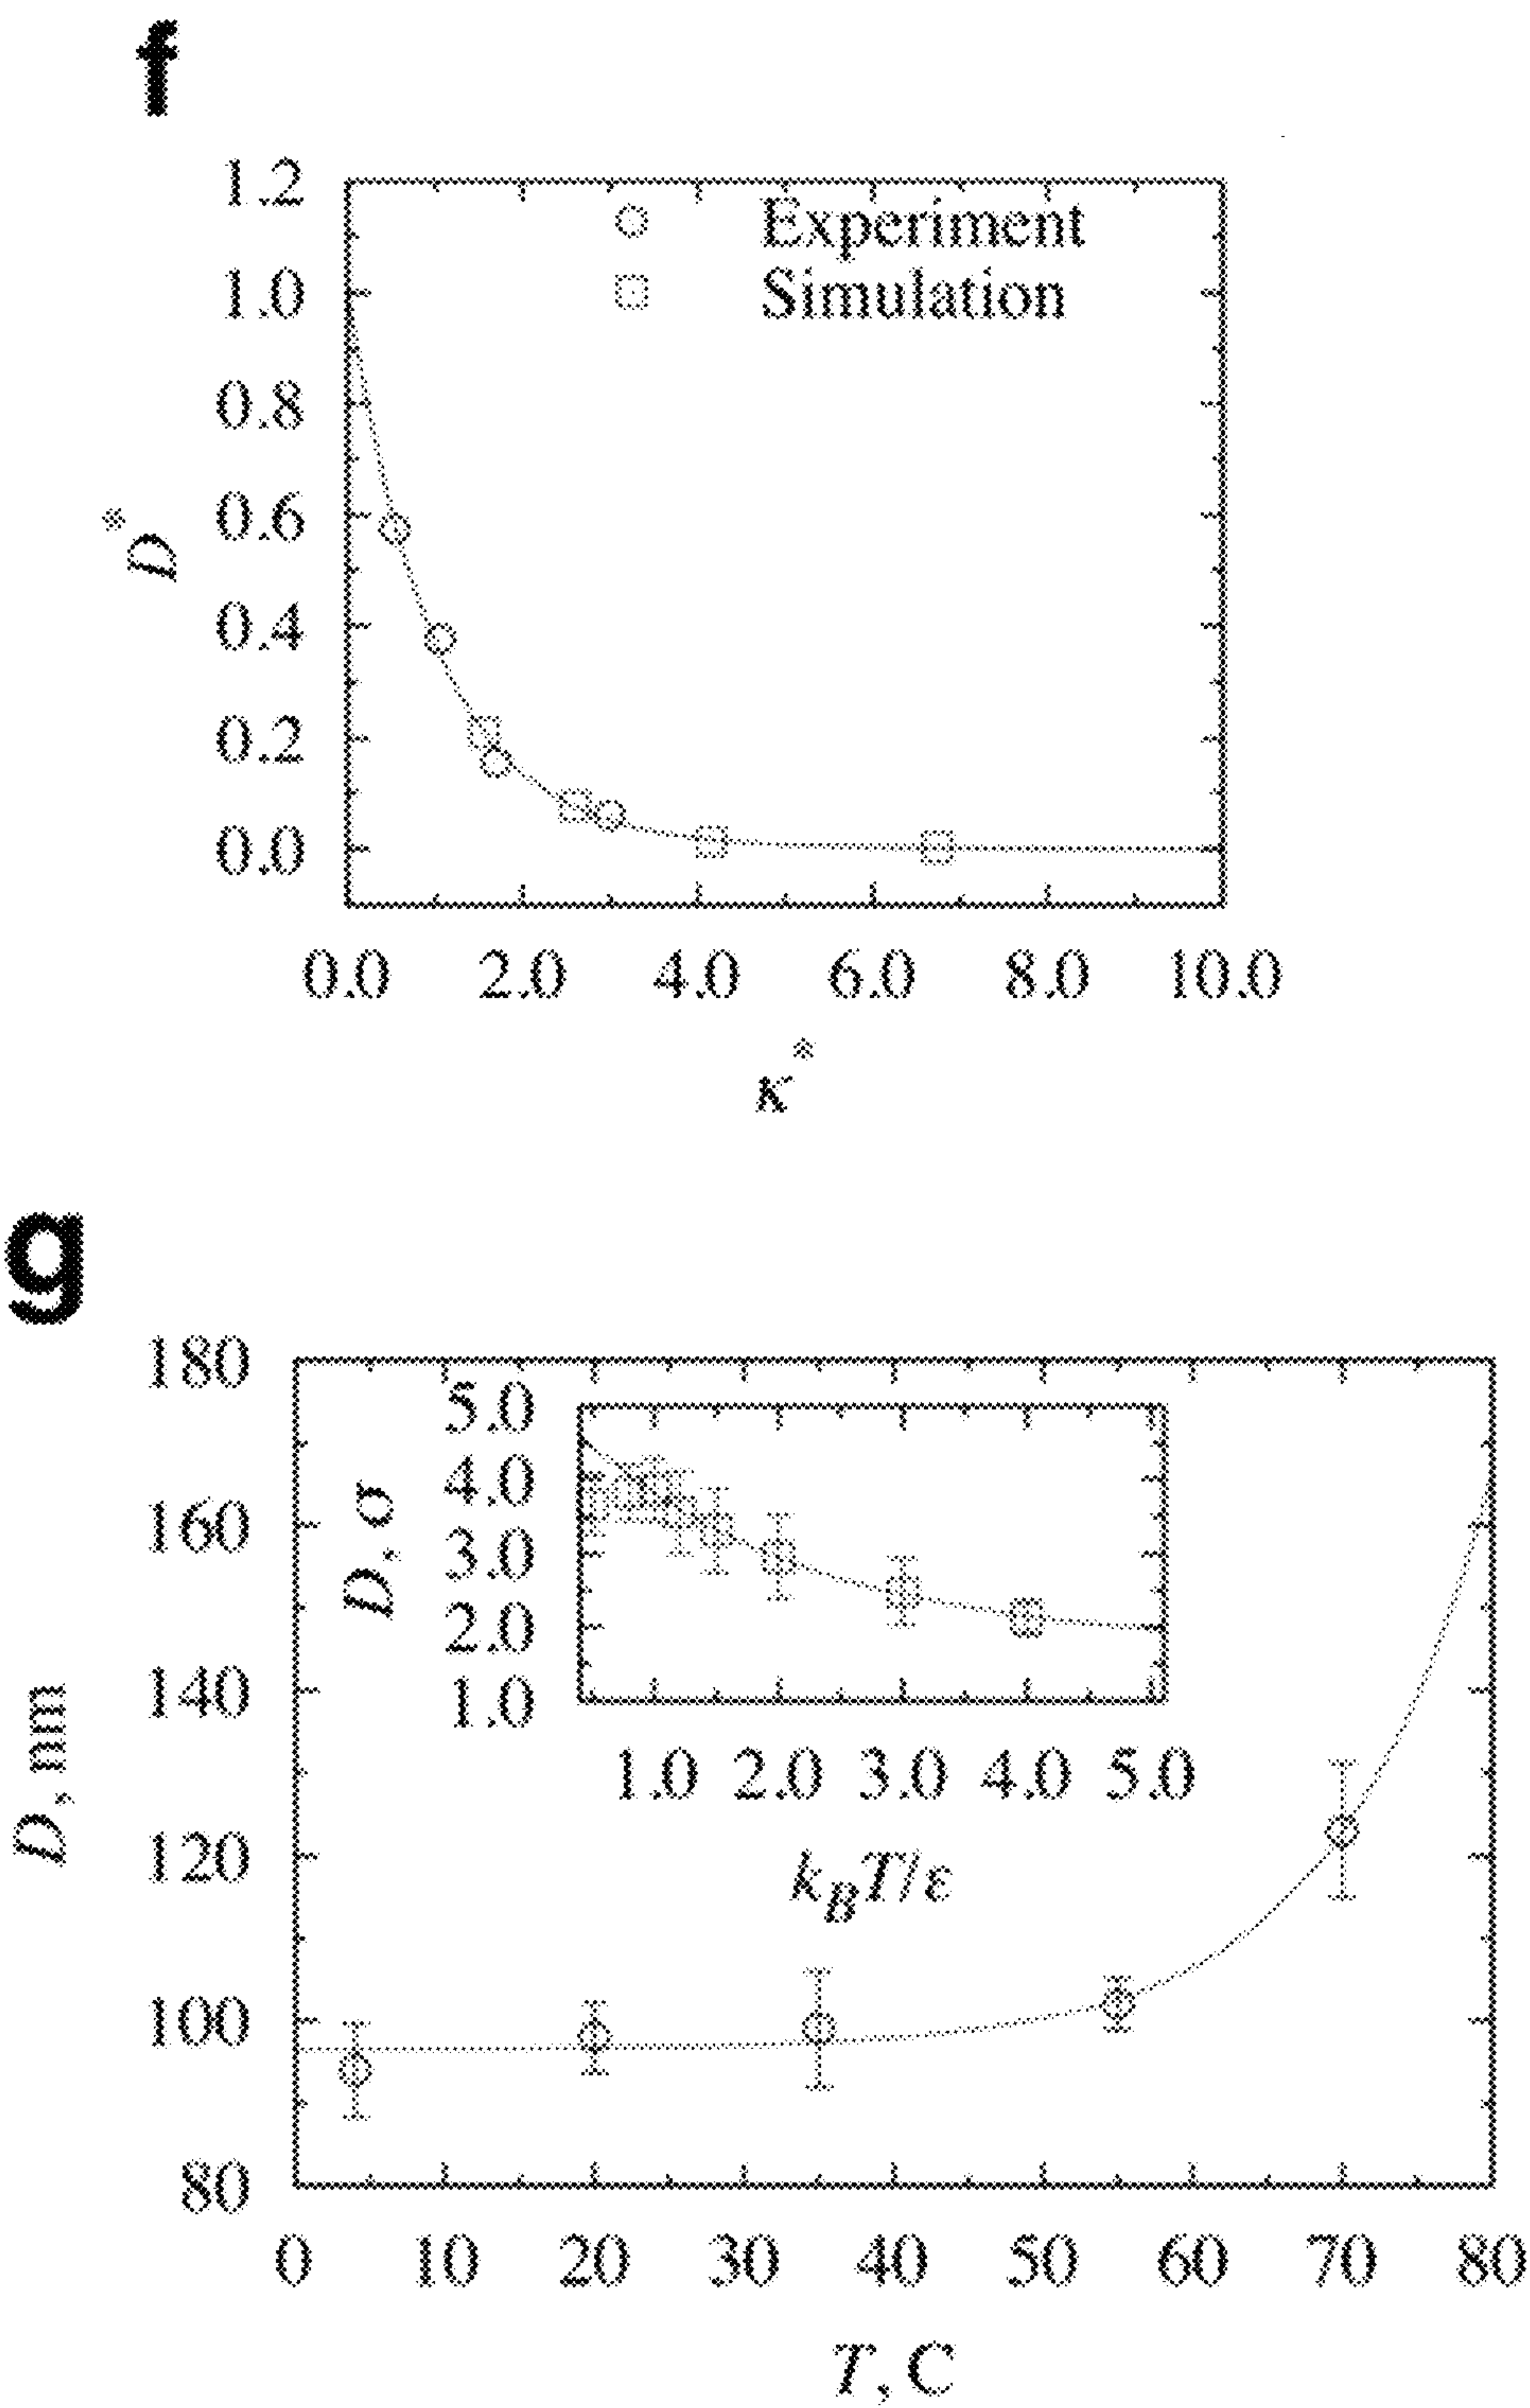 f
1.2
Experiment
1.0
Simulation
0.8
0.6
0.4
0.2
0.0
D*
0.0 2.0 4.0 6.0 8.0 10.0
κ*
g
180
160
140
120
100
80
D, nm
5.0
4.0
3.0
2.0
1.0
D, σ
1.0 2.0 3.0 4.0 5.0
k_BT/ε
0 10 20 30 40 50 60 70 80
T, C